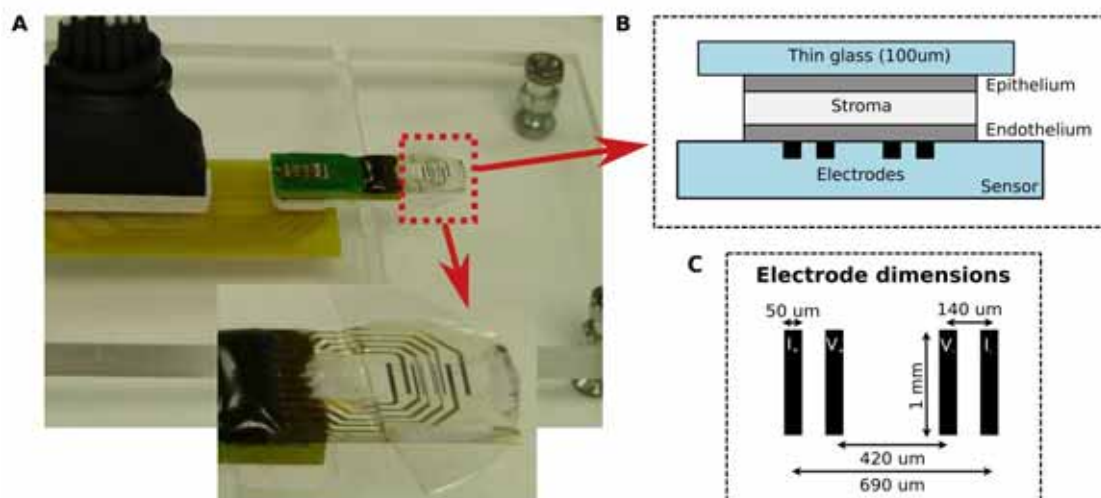 A
B
Thin glass (100um)
Epithelium
Stroma
Endothelium
Electrodes
Sensor
C
Electrode dimensions
50 um
140 um
I+ V+ V- I-
1 mm
420 um
690 um